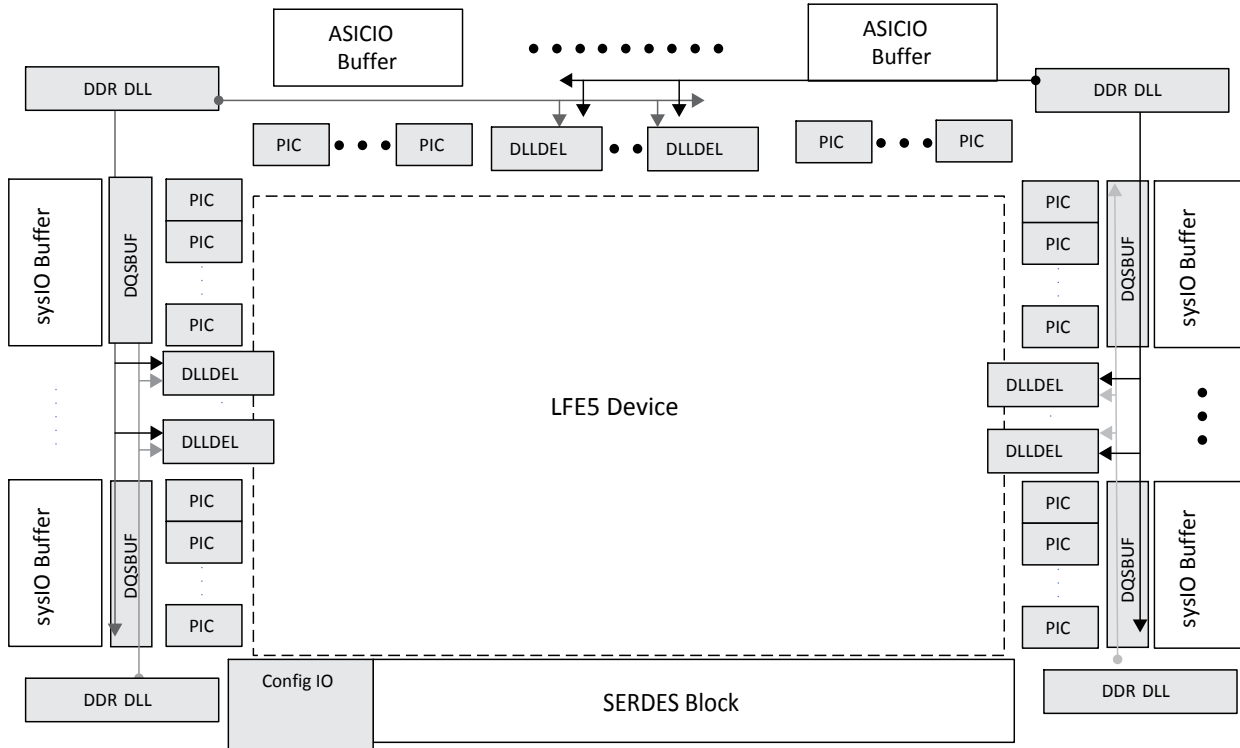 ASICIO
Buffer
ASICIO
Buffer
DDR DLL
DDR DLL
PIC
PIC
DLLDEL
DLLDEL
PIC
PIC
sysIO Buffer
DQSBUF
PIC
PIC
PIC
DLLDEL
DLLDEL
sysIO Buffer
DQSBUF
PIC
PIC
PIC
DDR DLL
LFE5 Device
PIC
PIC
PIC
DQSBUF
sysIO Buffer
DLLDEL
DLLDEL
PIC
PIC
PIC
DQSBUF
sysIO Buffer
DDR DLL
Config IO
SERDES Block